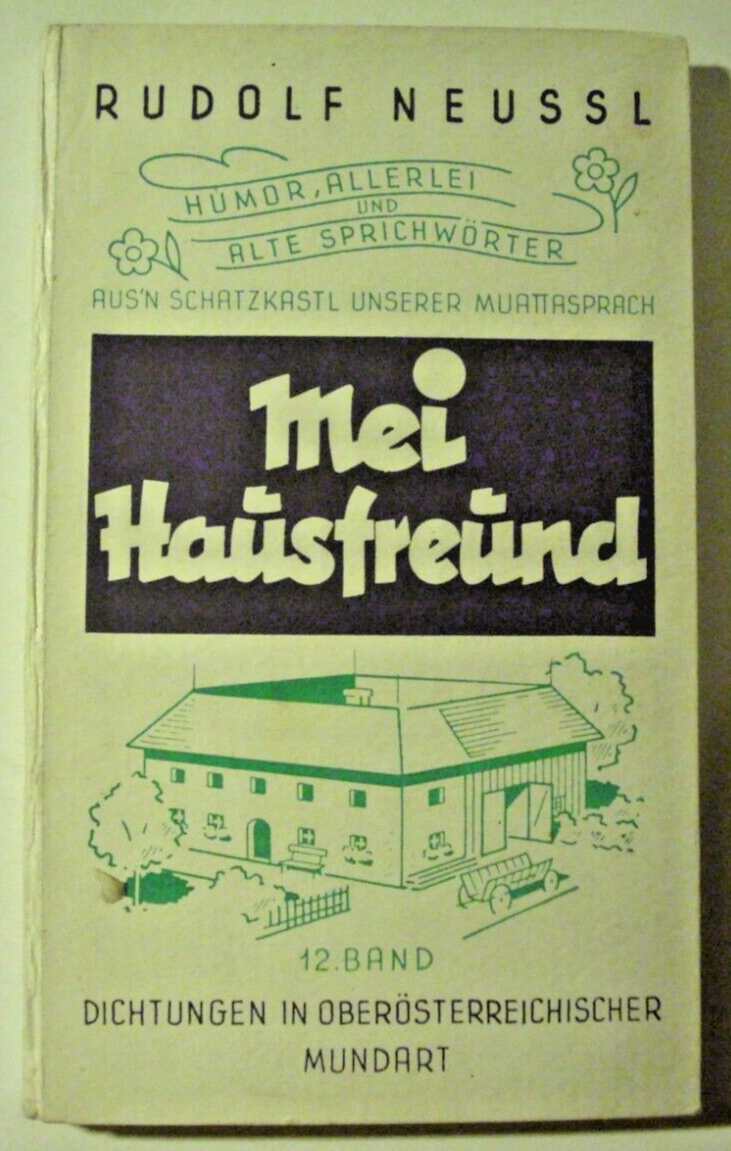 RUDOLF NEUSSL
HUMOR, ALLERLEI
UND
ALTE SPRICHWÖRTER
AUS'N SCHATZKASTL UNSERER MUATTASPRACH
Mei
Hausfreund
12. BAND
DICHTUNGEN IN OBERÖSTERREICHISCHER
MUNDART